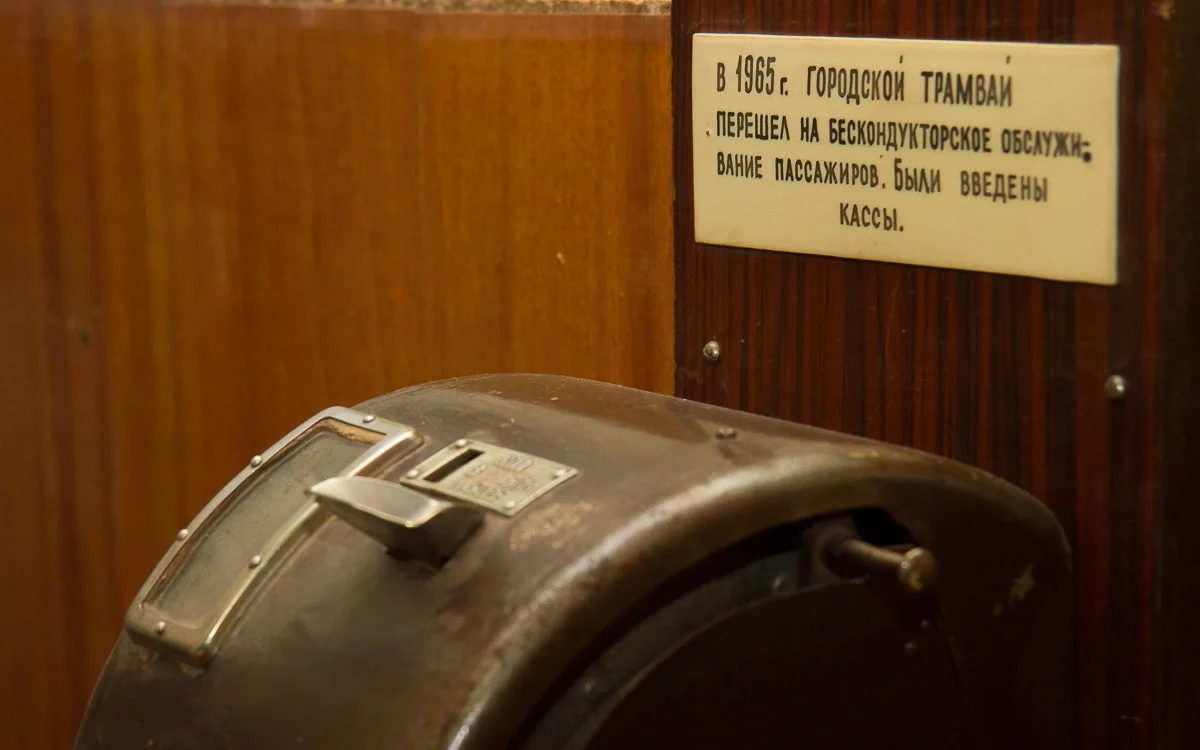 В 1965 г. ГОРОДСКОЙ ТРАМВАЙ
ПЕРЕШЕЛ НА БЕСКОНДУКТОРСКОЕ ОБСЛУЖИ-
ВАНИЕ ПАССАЖИРОВ. БЫЛИ ВВЕДЕНЫ
КАССЫ.